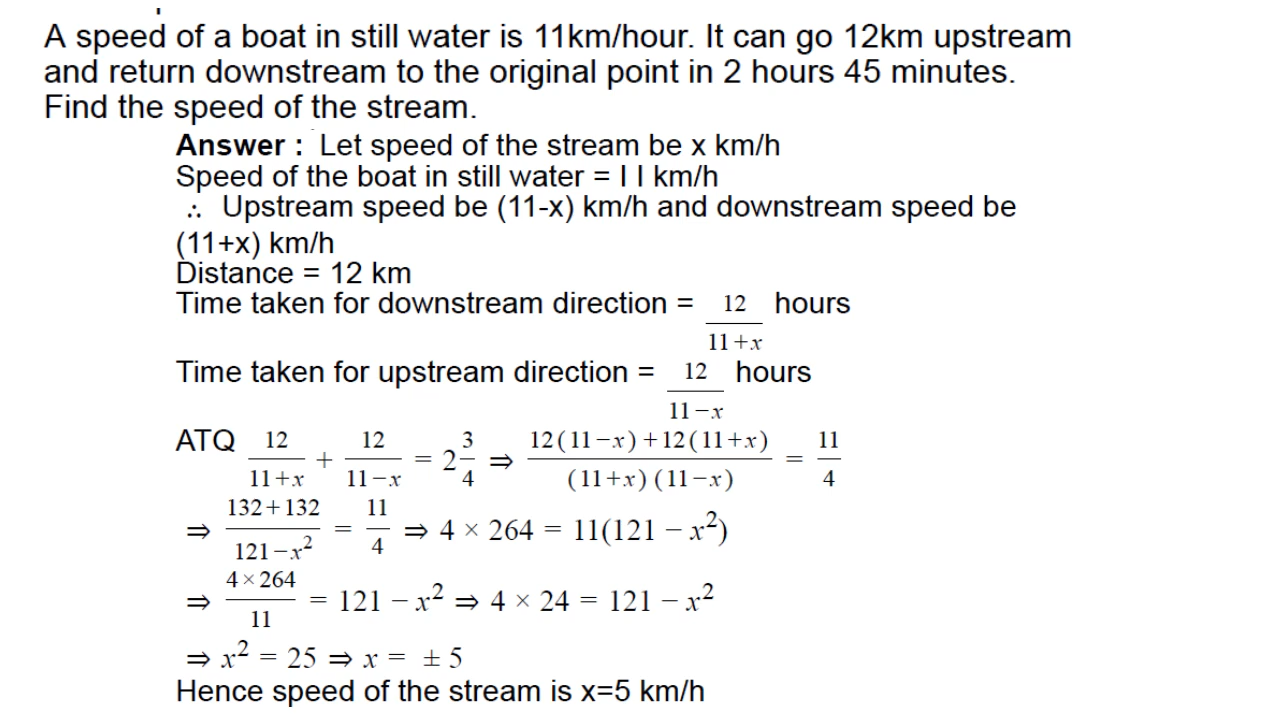 A speed of a boat in still water is 11km/hour. It can go 12km upstream
and return downstream to the original point in 2 hours 45 minutes.
Find the speed of the stream.
Answer : Let speed of the stream be x km/h
Speed of the boat in still water = I I km/h
∴ Upstream speed be (11-x) km/h and downstream speed be
(11+x) km/h
Distance = 12 km
Time taken for downstream direction = 12/(11+x) hours
Time taken for upstream direction = 12/(11−x) hours
ATQ 12/(11+x) + 12/(11−x) = 2 3/4 ⇒ (12(11−x)+12(11+x))/((11+x)(11−x)) = 11/4
⇒ (132+132)/(121−x²) = 11/4 ⇒ 4 × 264 = 11(121 − x²)
⇒ (4×264)/11 = 121 − x² ⇒ 4 × 24 = 121 − x²
⇒ x² = 25 ⇒ x = ± 5
Hence speed of the stream is x=5 km/h